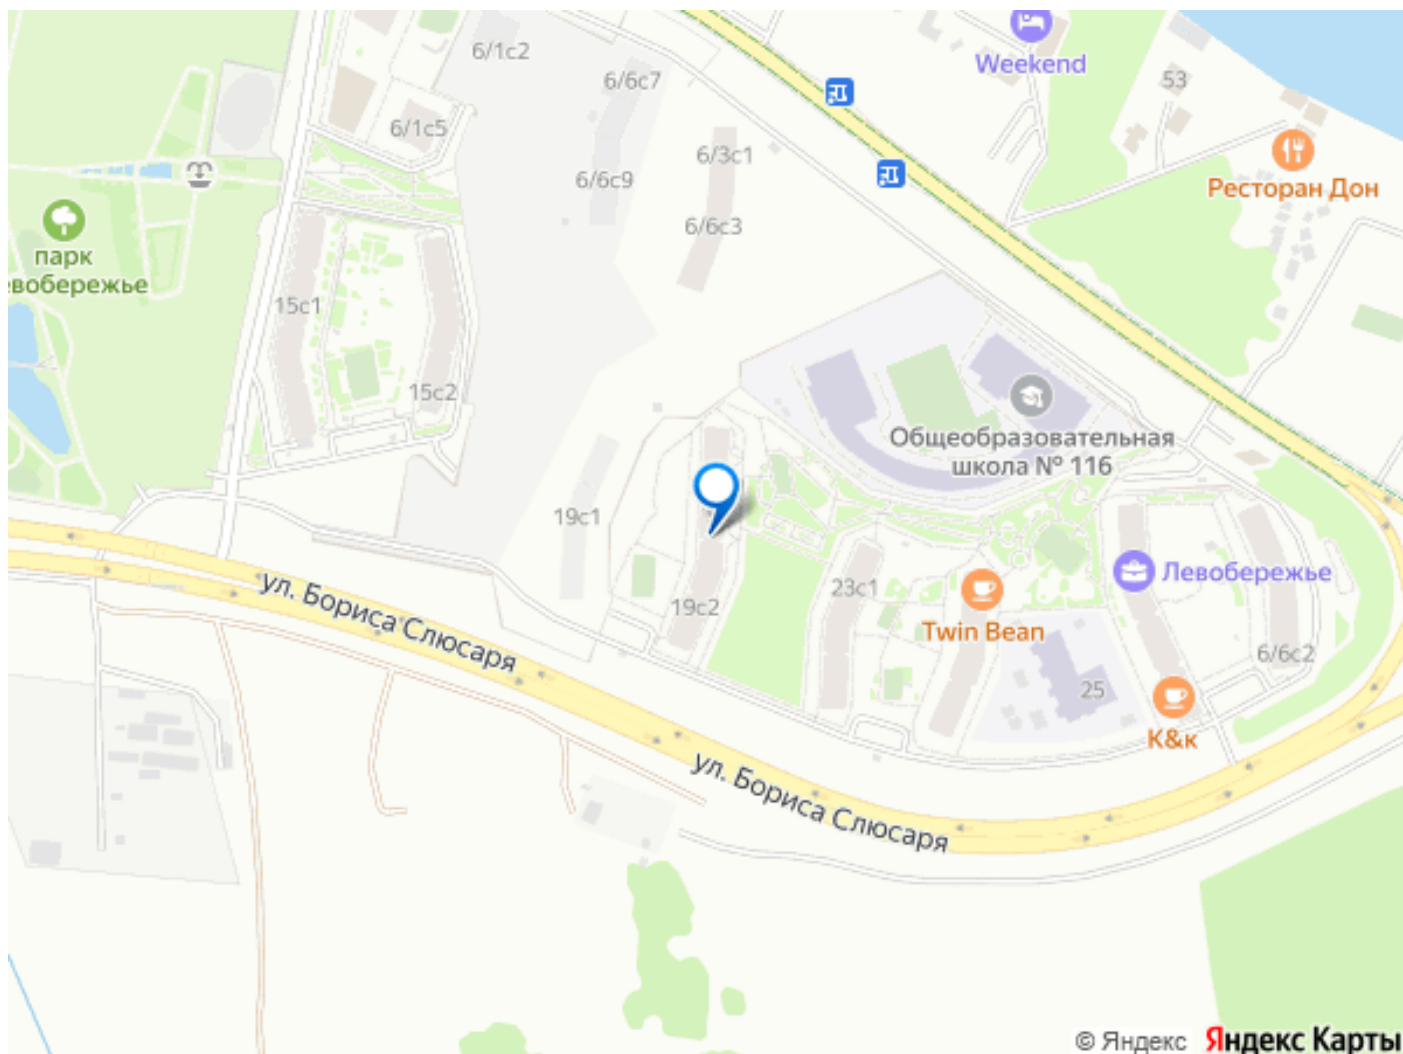 6/1с2
Weekend
6/6с7
53
6/1с5
6/3с1
Ресторан Дон
6/6с9
6/6с3
парк
евобережье
15с1
15с2
Общеобразовательная
школа № 116
19с1
23с1
Левобережье
19с2
Twin Bean
ул. Бориса Слюсаря
6/6с2
25
К&к
ул. Бориса Слюсаря
© Яндекс Яндекс Карты